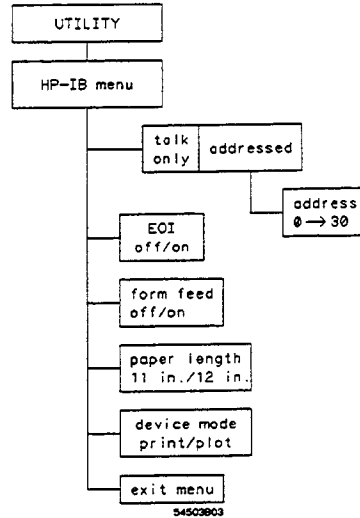 UTILITY
HP-IB menu
talk only
addressed
address
0 → 30
EOI
off/on
form feed
off/on
paper length
11 in./12 in.
device mode
print/plot
exit menu
54503B03